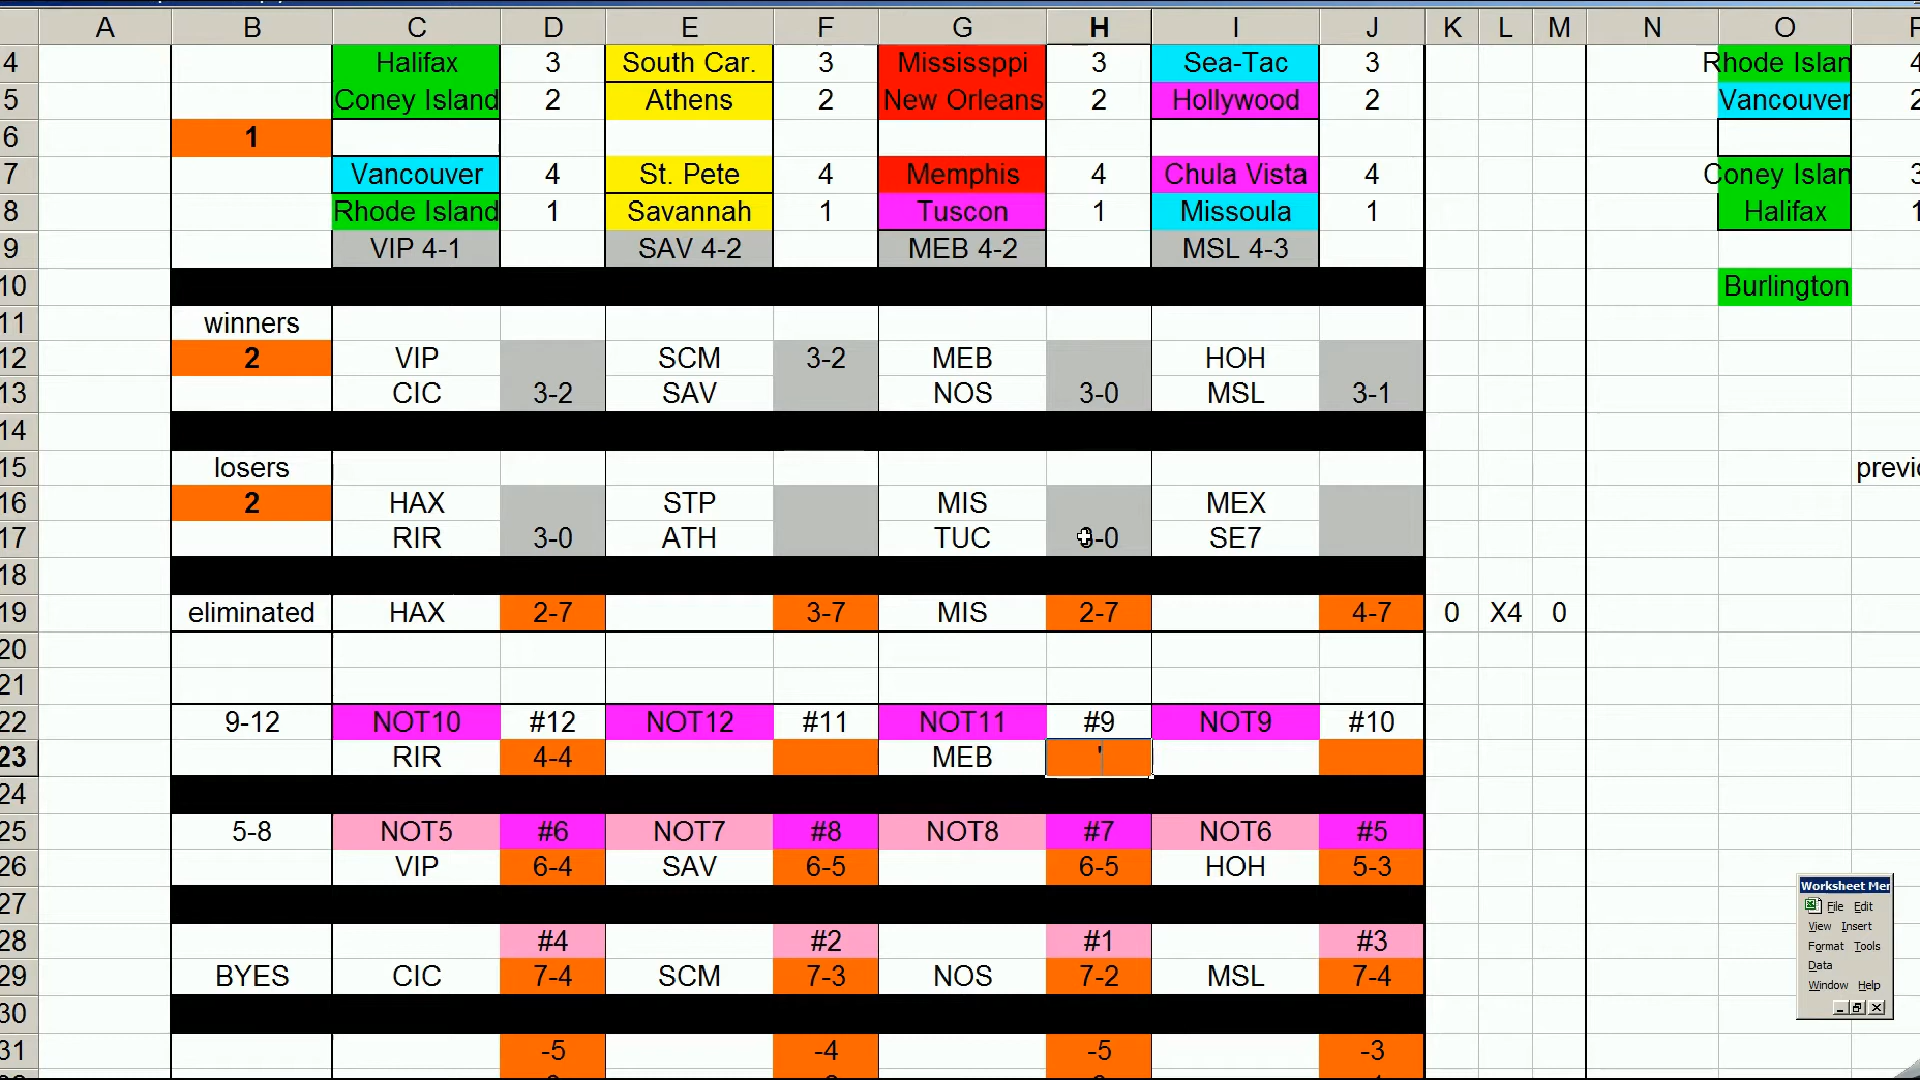 A B C D E F G H I J K L M N O
4 Halifax 3 South Car. 3 Mississppi 3 Sea-Tac 3 Rhode Islan
5 Coney Island 2 Athens 2 New Orleans 2 Hollywood 2 Vancouver
6 1
7 Vancouver 4 St. Pete 4 Memphis 4 Chula Vista 4 Coney Islan
8 Rhode Island 1 Savannah 1 Tuscon 1 Missoula 1 Halifax
9 VIP 4-1 SAV 4-2 MEB 4-2 MSL 4-3
10 Burlington
11 winners
12 2 VIP SCM 3-2 MEB HOH
13 CIC 3-2 SAV NOS 3-0 MSL 3-1
14
15 losers previ
16 2 HAX STP MIS MEX
17 RIR 3-0 ATH TUC 3-0 SE7
18
19 eliminated HAX 2-7 3-7 MIS 2-7 4-7 0 X4 0
20
21
22 9-12 NOT10 #12 NOT12 #11 NOT11 #9 NOT9 #10
23 RIR 4-4 MEB '
24
25 5-8 NOT5 #6 NOT7 #8 NOT8 #7 NOT6 #5
26 VIP 6-4 SAV 6-5 6-5 HOH 5-3
27
28 #4 #2 #1 #3
29 BYES CIC 7-4 SCM 7-3 NOS 7-2 MSL 7-4
30
31 -5 -4 -5 -3
Worksheet Mer
File Edit
View Insert
Format Tools
Data
Window Help